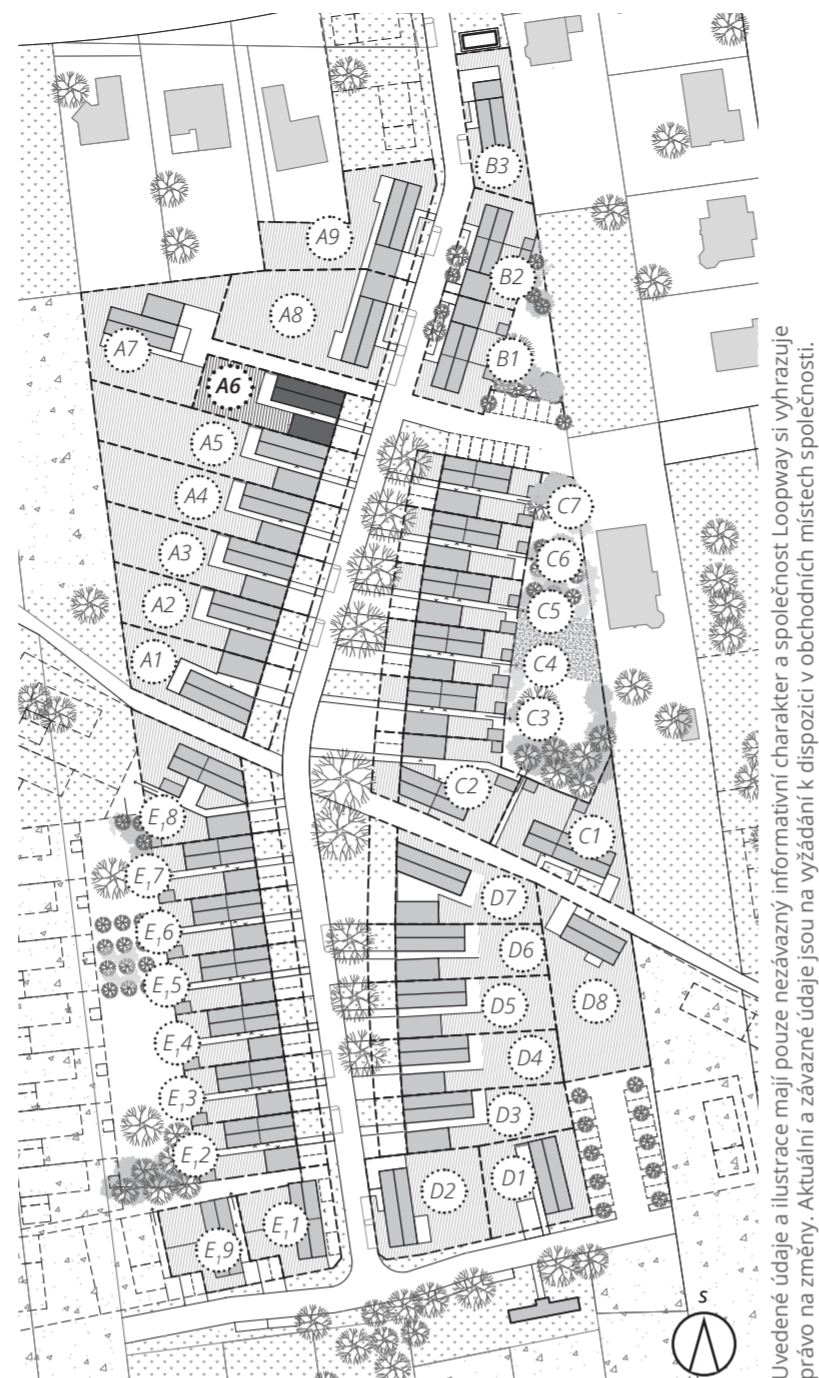 A9
B3
B2
A8
A7
B1
A6
A5
A4
C7
A3
C6
A2
C5
A1
C4
C3
C2
E₁8
C1
E₁7
D7
E₁6
D6
E₁5
D8
D5
E₁4
D4
E₁3
D3
E₁2
D1
D2
E₁1
E₁9
S
Uvedené údaje a ilustrace mají pouze nezávazný informativní charakter a společnost Loopway si vyhrazuje
právo na změny. Aktuální a závazné údaje jsou na vyžádání k dispozici v obchodních místech společnosti.